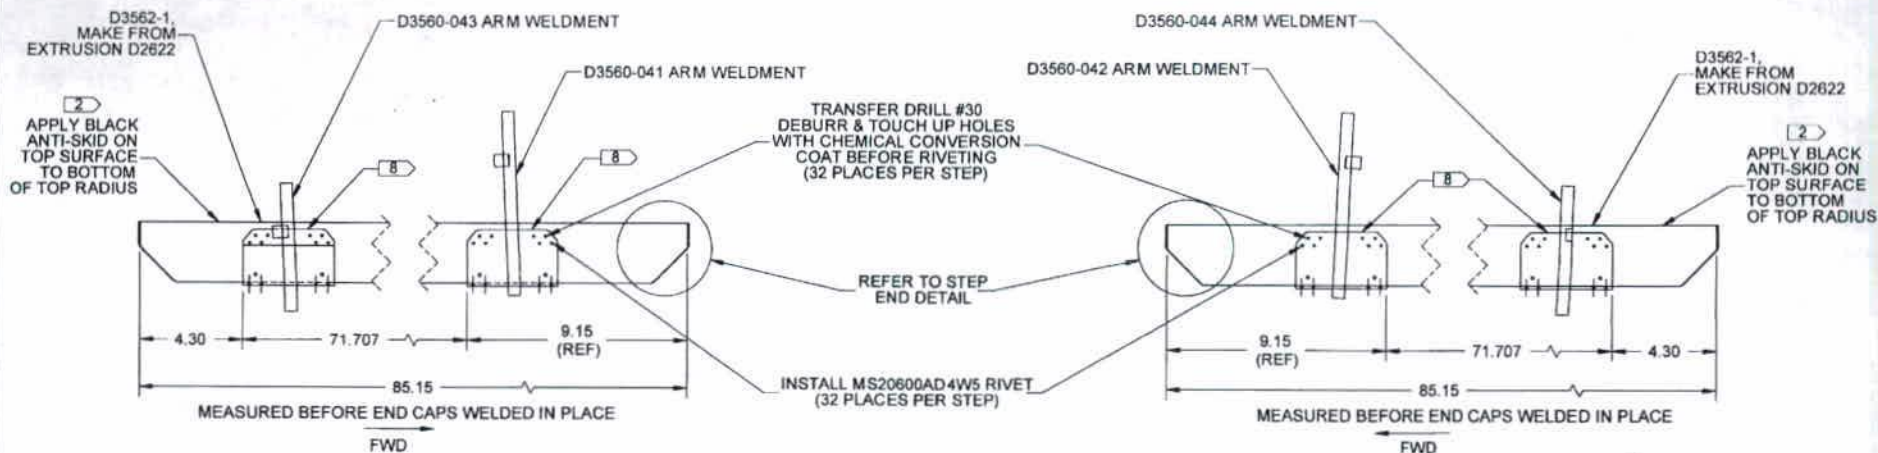 D3562-1,
MAKE FROM
EXTRUSION D2622
D3560-043 ARM WELDMENT
D3560-041 ARM WELDMENT
2
APPLY BLACK
ANTI-SKID ON
TOP SURFACE
TO BOTTOM
OF TOP RADIUS
8
8
TRANSFER DRILL #30
DEBURR & TOUCH UP HOLES
WITH CHEMICAL CONVERSION
COAT BEFORE RIVETING
(32 PLACES PER STEP)
REFER TO STEP
END DETAIL
INSTALL MS20600AD4W5 RIVET
(32 PLACES PER STEP)
4.30
71.707
9.15
(REF)
85.15
MEASURED BEFORE END CAPS WELDED IN PLACE
FWD
D3560-044 ARM WELDMENT
D3560-042 ARM WELDMENT
D3562-1,
MAKE FROM
EXTRUSION D2622
2
APPLY BLACK
ANTI-SKID ON
TOP SURFACE
TO BOTTOM
OF TOP RADIUS
8
9.15
(REF)
71.707
4.30
85.15
MEASURED BEFORE END CAPS WELDED IN PLACE
FWD